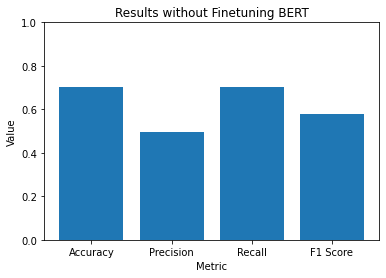 Results without Finetuning BERT
1.0
0.8
0.6
0.4
0.2
0.0
Value
Accuracy Precision Recall F1 Score
Metric